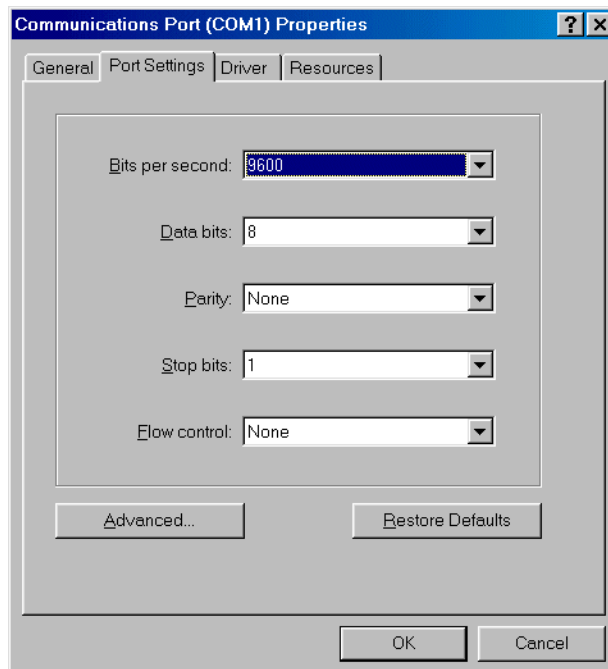 Communications Port (COM1) Properties
General Port Settings Driver Resources
Bits per second: 9600
Data bits: 8
Parity: None
Stop bits: 1
Flow control: None
Advanced... Restore Defaults
OK Cancel